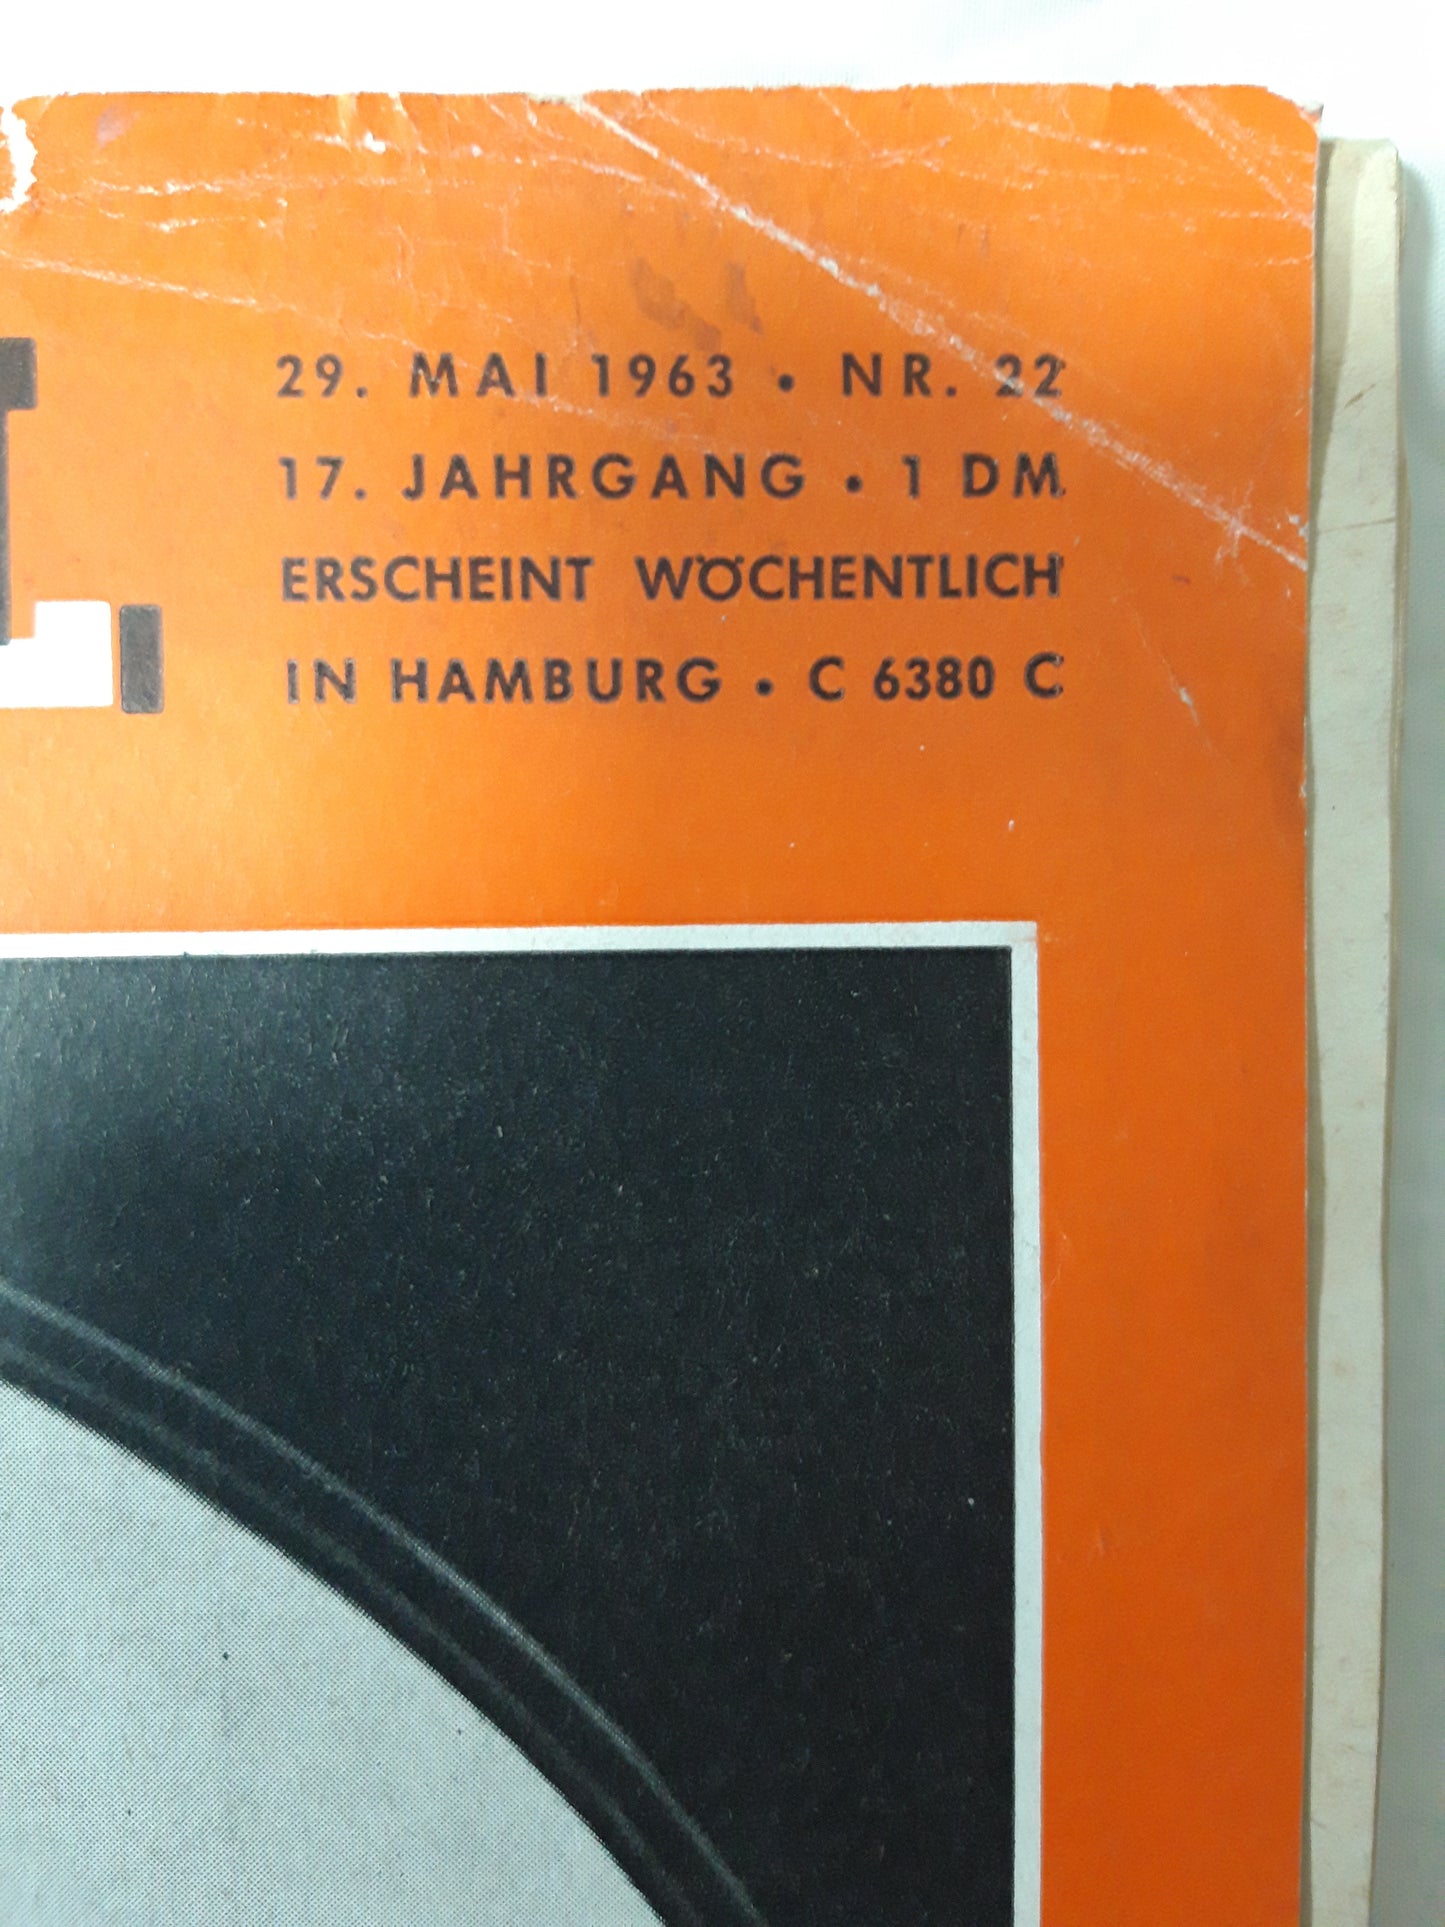 29. MAI 1963 • NR. 22
17. JAHRGANG • 1 DM
ERSCHEINT WÖCHENTLICH
IN HAMBURG • C 6380 C